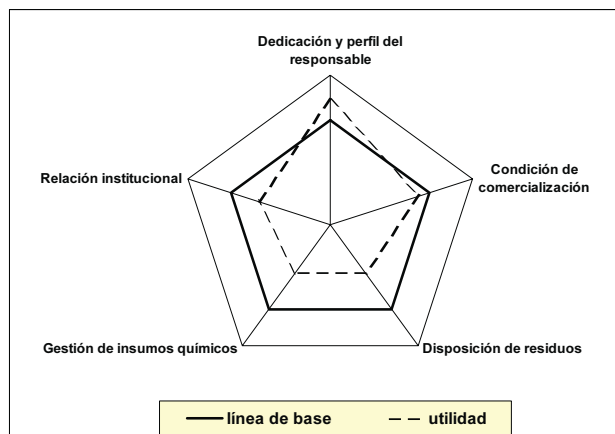 Dedicación y perfil del
responsable
Relación institucional
Condición de
comercialización
Gestión de insumos químicos
Disposición de residuos
línea de base
utilidad